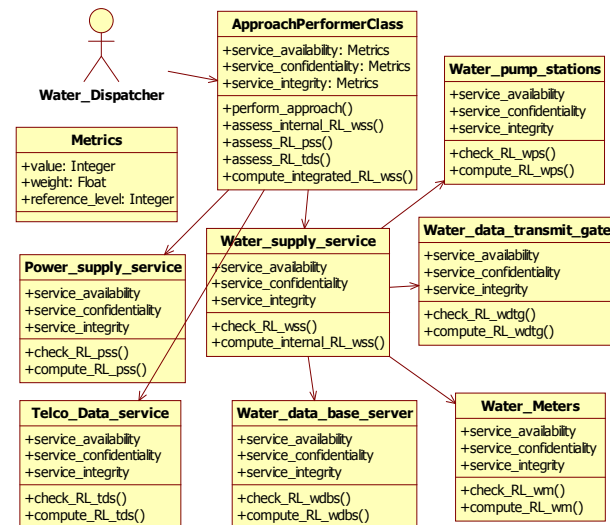 ApproachPerformerClass
+service_availability: Metrics
+service_confidentiality: Metrics
+service_integrity: Metrics
+perform_approach()
+assess_internal_RL_wss()
+assess_RL_pss()
+assess_RL_tds()
+compute_integrated_RL_wss()
Water_Dispatcher
Metrics
+value: Integer
+weight: Float
+reference_level: Integer
Water_pump_stations
+service_availability
+service_confidentiality
+service_integrity
+check_RL_wps()
+compute_RL_wps()
Water_supply_service
+service_availability
+service_confidentiality
+service_integrity
+check_RL_wss()
+compute_internal_RL_wss()
Water_data_transmit_gate
+service_availability
+service_confidentiality
+service_integrity
+check_RL_wdtg()
+compute_RL_wdtg()
Power_supply_service
+service_availability
+service_confidentiality
+service_integrity
+check_RL_pss()
+compute_RL_pss()
Telco_Data_service
+service_availability
+service_confidentiality
+service_integrity
+check_RL_tds()
+compute_RL_tds()
Water_data_base_server
+service_availability
+service_confidentiality
+service_integrity
+check_RL_wdbs()
+compute_RL_wdbs()
Water_Meters
+service_availability
+service_confidentiality
+service_integrity
+check_RL_wm()
+compute_RL_wm()